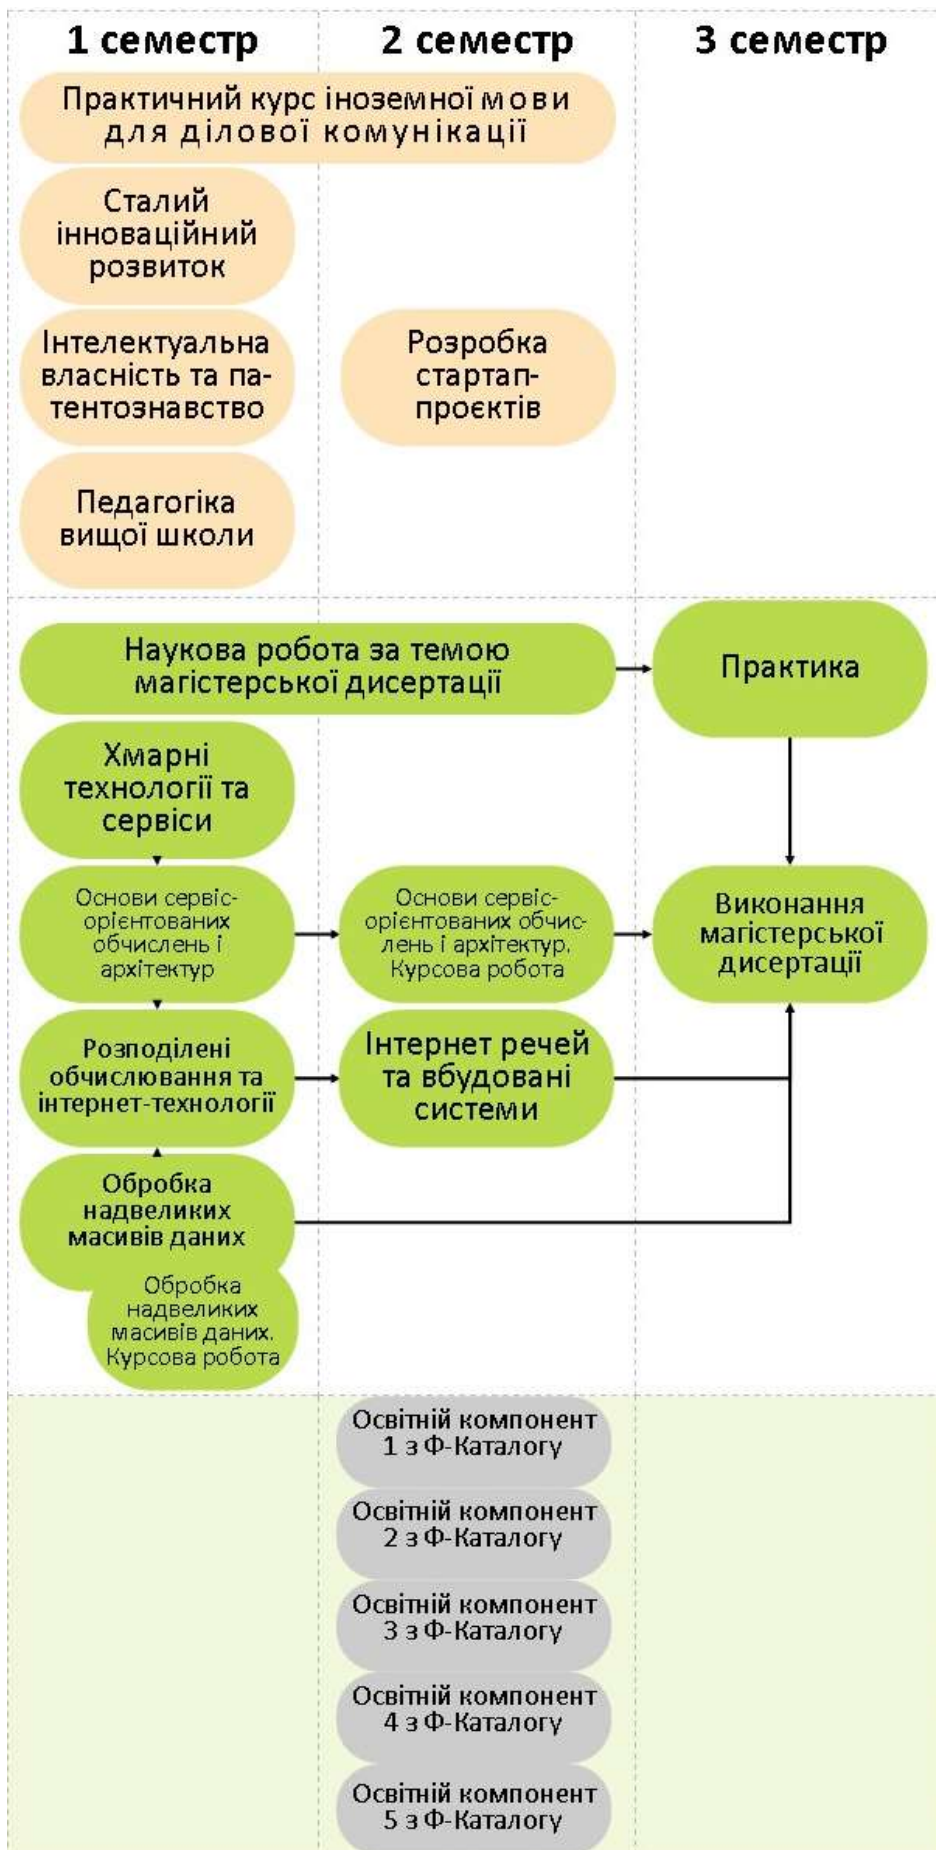 1 семестр
2 семестр
3 семестр
Практичний курс іноземної мови
для ділової комунікації
Сталий
інноваційний
розвиток
Інтелектуальна
власність та па-
тентознавство
Розробка
стартап-
проєктів
Педагогіка
вищої школи
Наукова робота за темою
магістерської дисертації
Практика
Хмарні
технології та
сервіси
Основи сервіс-
орієнтованих
обчислень і
архітектур
Основи сервіс-
орієнтованих обчис-
лень і архітектур.
Курсова робота
Виконання
магістерської
дисертації
Розподілені
обчислювання та
інтернет-технології
Інтернет речей
та вбудовані
системи
Обробка
надвеликих
масивів даних
Обробка
надвеликих
масивів даних.
Курсова робота
Освітній компонент
1 з Ф-Каталогу
Освітній компонент
2 з Ф-Каталогу
Освітній компонент
3 з Ф-Каталогу
Освітній компонент
4 з Ф-Каталогу
Освітній компонент
5 з Ф-Каталогу